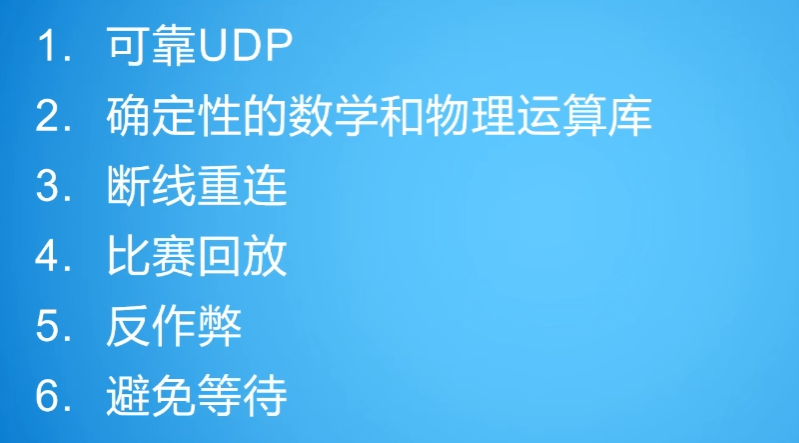 1. 可靠UDP
2. 确定性的数学和物理运算库
3. 断线重连
4. 比赛回放
5. 反作弊
6. 避免等待